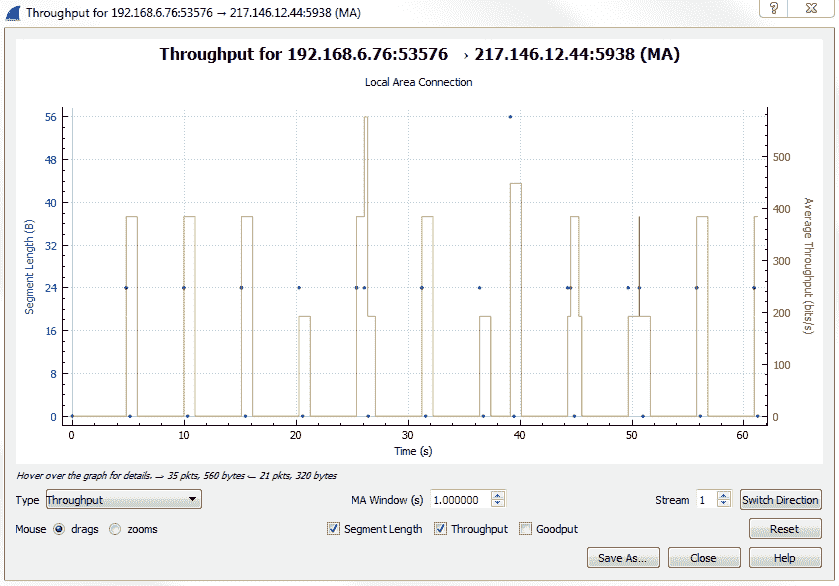 Throughput for 192.168.6.76:53576 → 217.146.12.44:5938 (MA)
Throughput for 192.168.6.76:53576 → 217.146.12.44:5938 (MA)
Local Area Connection
56
48
40
32
24
16
8
0
Segment Length (B)
500
400
300
200
100
0
Average Throughput (bits/s)
0 10 20 30 40 50 60
Time (s)
Hover over the graph for details. → 35 pkts, 560 bytes ← 21 pkts, 320 bytes
Type Throughput MA Window (s) 1.000000 Stream 1 Switch Direction
Mouse drags zooms Segment Length Throughput Goodput Reset
Save As... Close Help